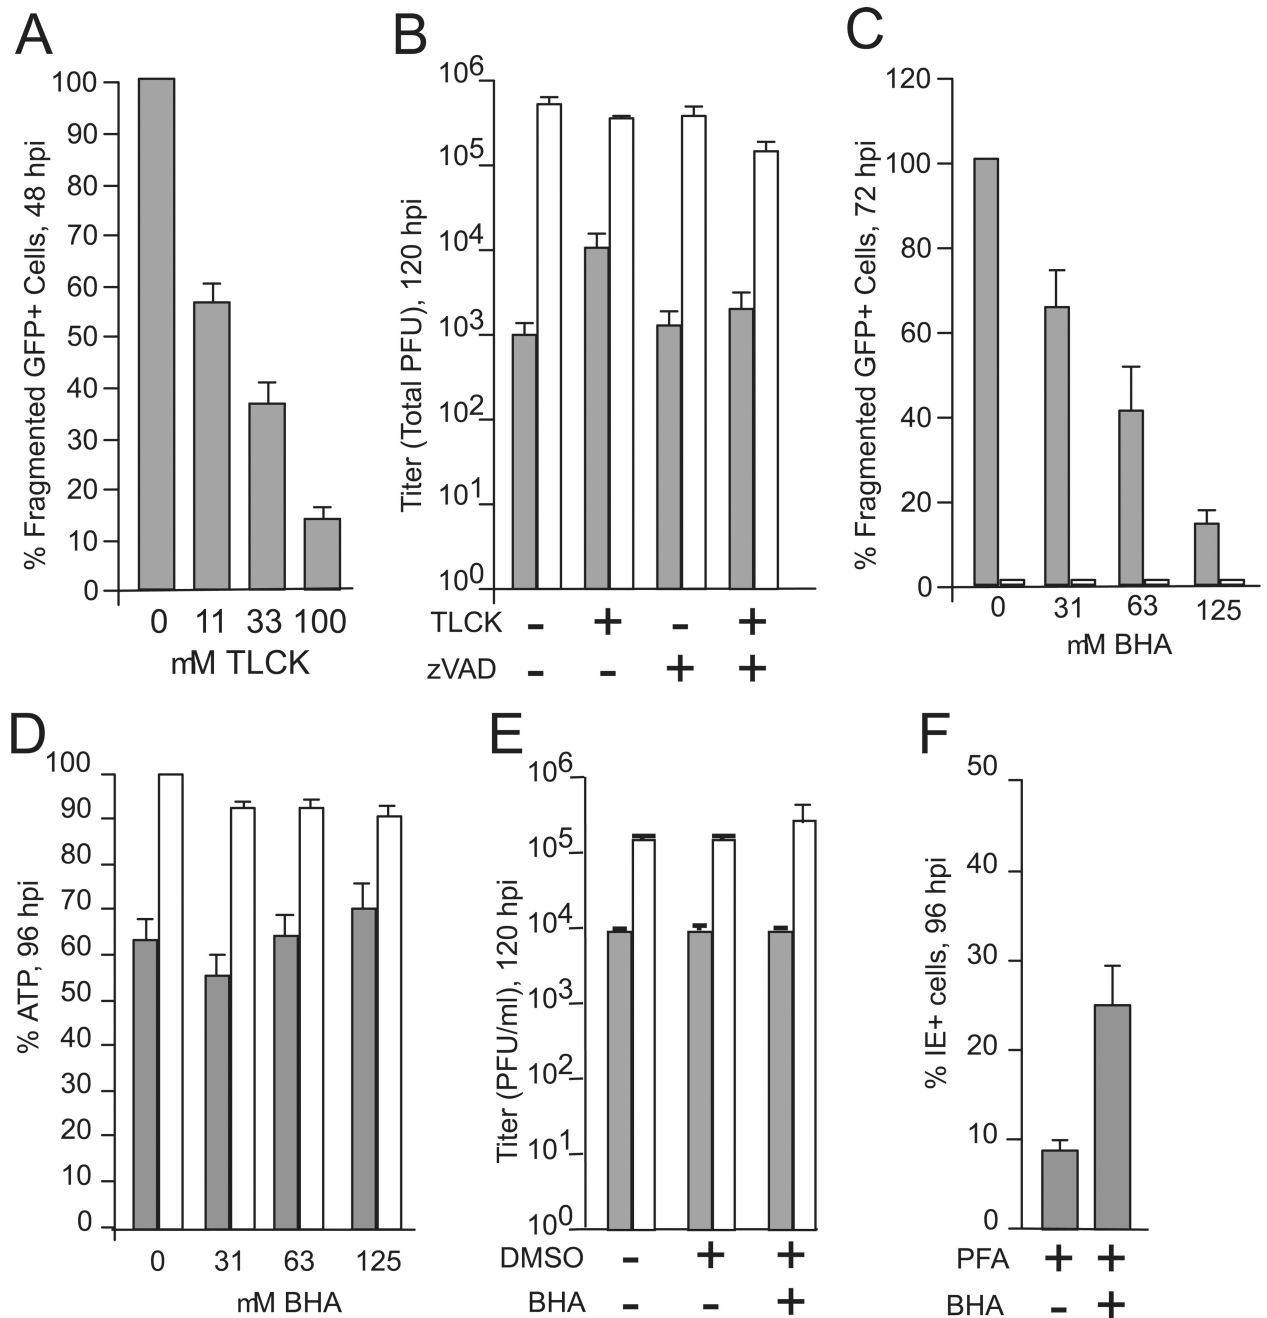 A
% Fragmented GFP+ Cells, 48 hpi
100
90
80
70
60
50
40
30
20
10
0
0 11 33 100
mM TLCK
B
Titer (Total PFU), 120 hpi
10^6
10^5
10^4
10^3
10^2
10^1
10^0
TLCK - + - +
zVAD - - + +
C
% Fragmented GFP+ Cells, 72 hpi
120
100
80
60
40
20
0
0 31 63 125
mM BHA
D
% ATP, 96 hpi
100
90
80
70
60
50
40
30
20
10
0
0 31 63 125
mM BHA
E
Titer (PFU/ml), 120 hpi
10^6
10^5
10^4
10^3
10^2
10^1
10^0
DMSO - + +
BHA - - +
F
% IE+ cells, 96 hpi
50
40
30
20
10
0
PFA + +
BHA - +